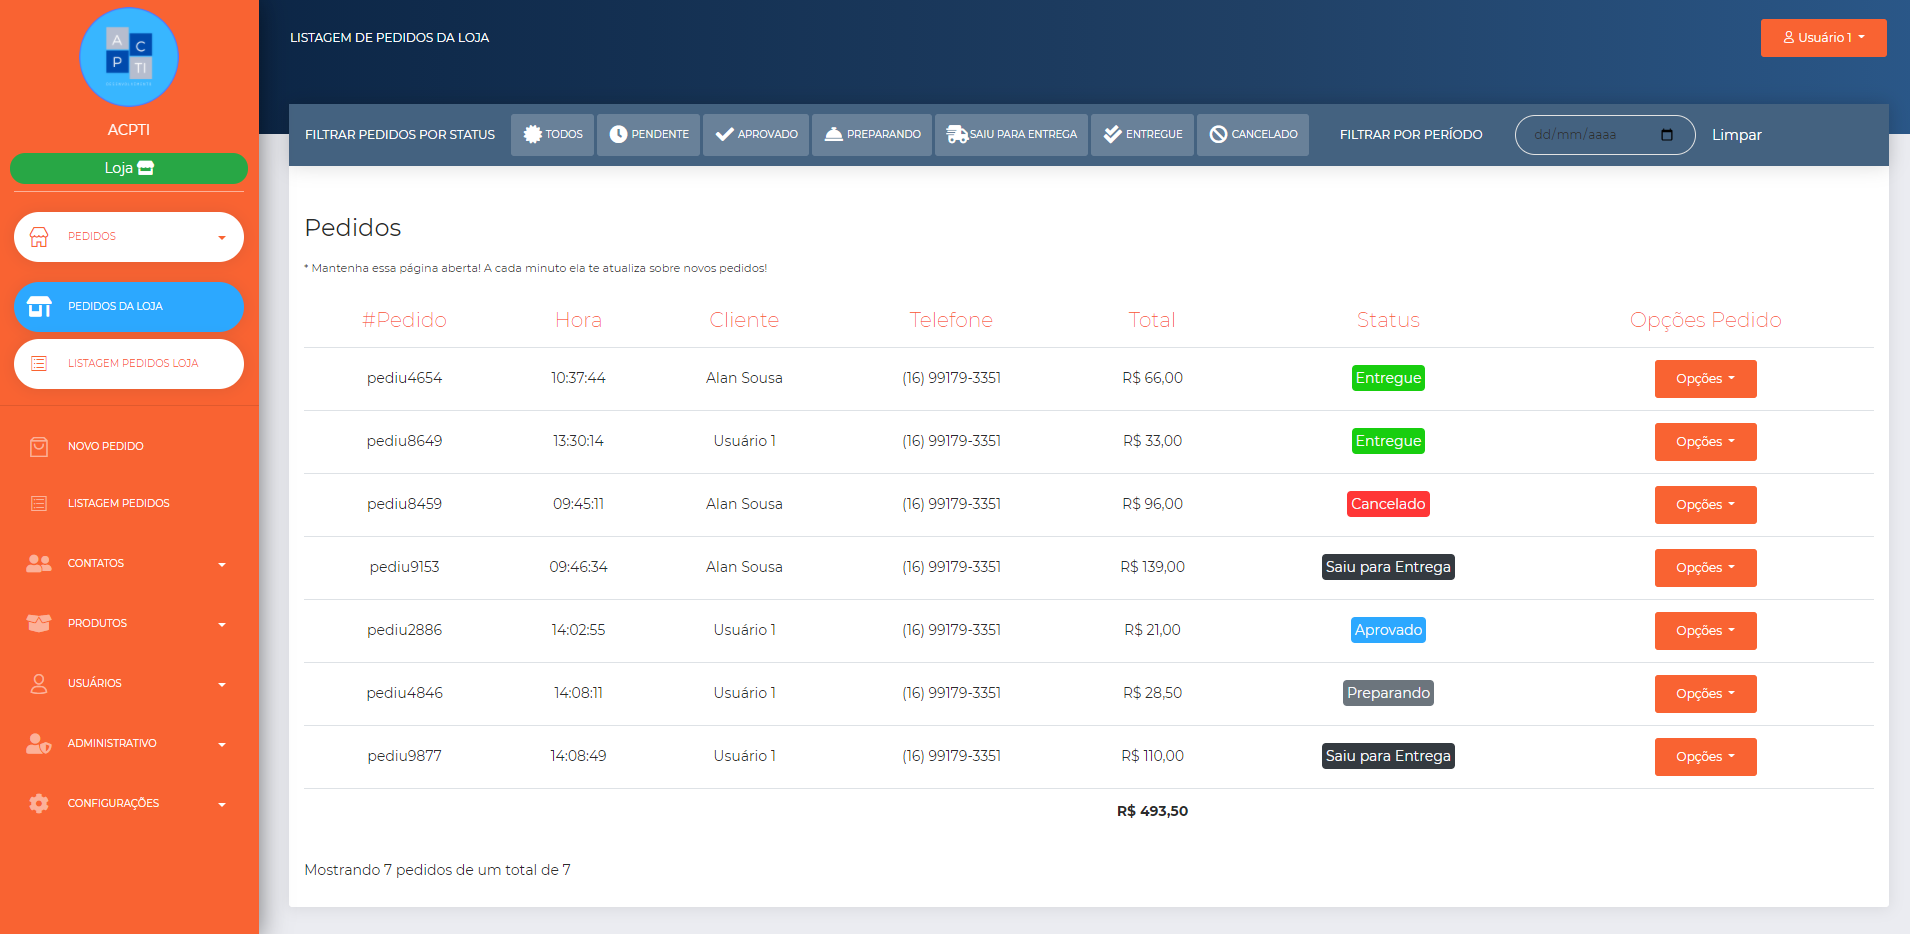 A C
P TI
ACPTI
Loja
PEDIDOS
PEDIDOS DA LOJA
LISTAGEM PEDIDOS LOJA
NOVO PEDIDO
LISTAGEM PEDIDOS
CONTATOS
PRODUTOS
USUÁRIOS
ADMINISTRATIVO
CONFIGURAÇÕES
LISTAGEM DE PEDIDOS DA LOJA
Usuário 1
FILTRAR PEDIDOS POR STATUS TODOS PENDENTE APROVADO PREPARANDO SAIU PARA ENTREGA ENTREGUE CANCELADO FILTRAR POR PERÍODO dd/mm/aaaa Limpar
Pedidos
* Mantenha essa página aberta! A cada minuto ela te atualiza sobre novos pedidos!
#Pedido Hora Cliente Telefone Total Status Opções Pedido
pediu4654 10:37:44 Alan Sousa (16) 99179-3351 R$ 66,00 Entregue Opções
pediu8649 13:30:14 Usuário 1 (16) 99179-3351 R$ 33,00 Entregue Opções
pediu8459 09:45:11 Alan Sousa (16) 99179-3351 R$ 96,00 Cancelado Opções
pediu9153 09:46:34 Alan Sousa (16) 99179-3351 R$ 139,00 Saiu para Entrega Opções
pediu2886 14:02:55 Usuário 1 (16) 99179-3351 R$ 21,00 Aprovado Opções
pediu4846 14:08:11 Usuário 1 (16) 99179-3351 R$ 28,50 Preparando Opções
pediu9877 14:08:49 Usuário 1 (16) 99179-3351 R$ 110,00 Saiu para Entrega Opções
R$ 493,50
Mostrando 7 pedidos de um total de 7